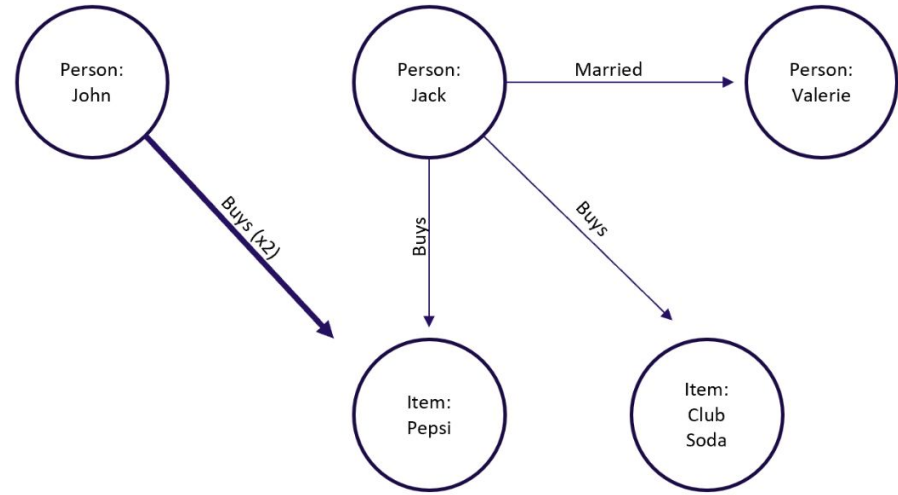 Person:
John
Person:
Jack
Married
Person:
Valerie
Buys (x2)
Buys
Buys
Item:
Pepsi
Item:
Club
Soda